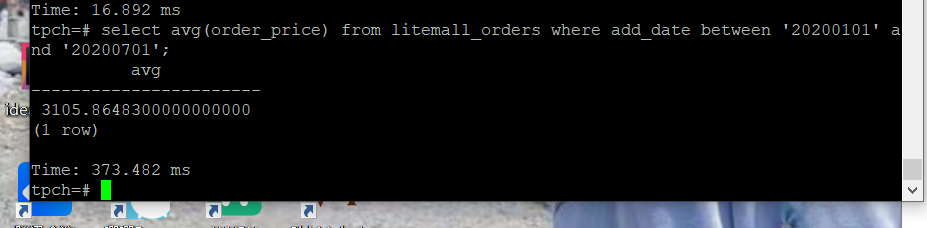 Time: 16.892 ms
tpch=# select avg(order_price) from litemall_orders where add_date between '20200101' a
nd '20200701';
avg
-----------------------
3105.8648300000000000
(1 row)
Time: 373.482 ms
tpch=#
ide